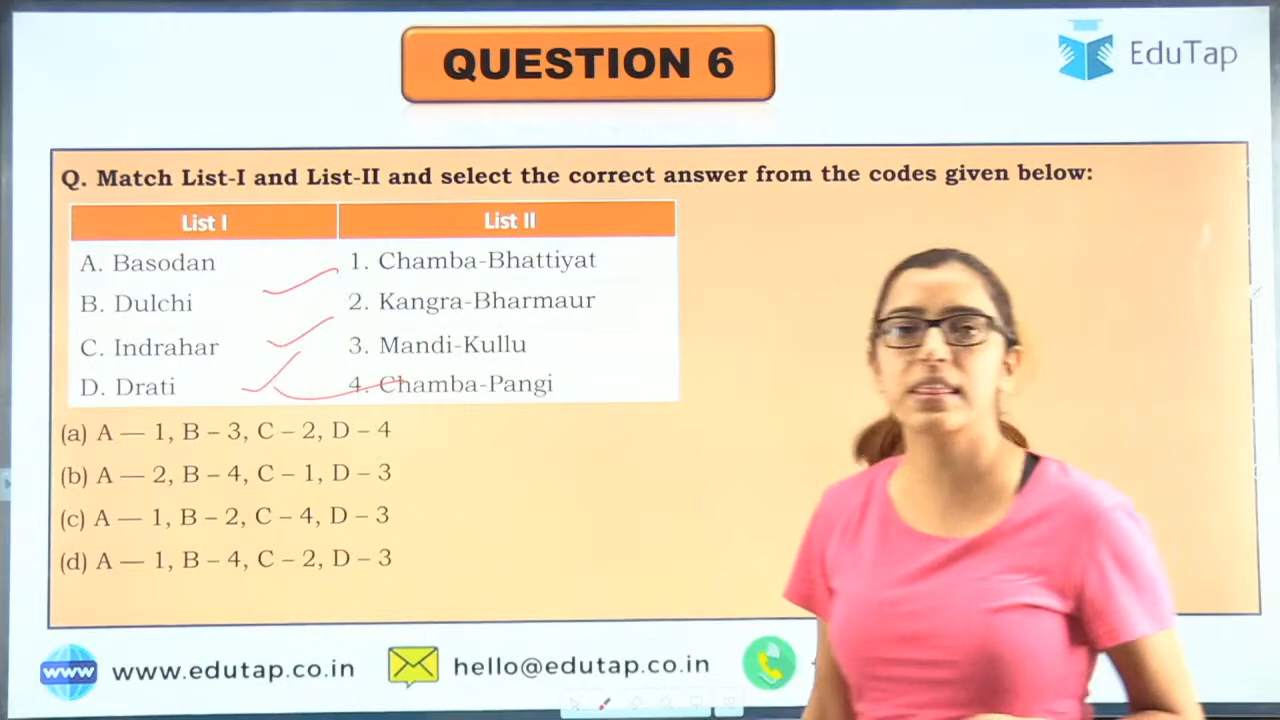 QUESTION 6
EduTap
Q. Match List-I and List-II and select the correct answer from the codes given below:
List I List II
A. Basodan 1. Chamba-Bhattiyat
B. Dulchi 2. Kangra-Bharmaur
C. Indrahar 3. Mandi-Kullu
D. Drati 4. Chamba-Pangi
(a) A — 1, B – 3, C – 2, D – 4
(b) A — 2, B – 4, C – 1, D – 3
(c) A — 1, B – 2, C – 4, D – 3
(d) A — 1, B – 4, C – 2, D – 3
www www.edutap.co.in hello@edutap.co.in